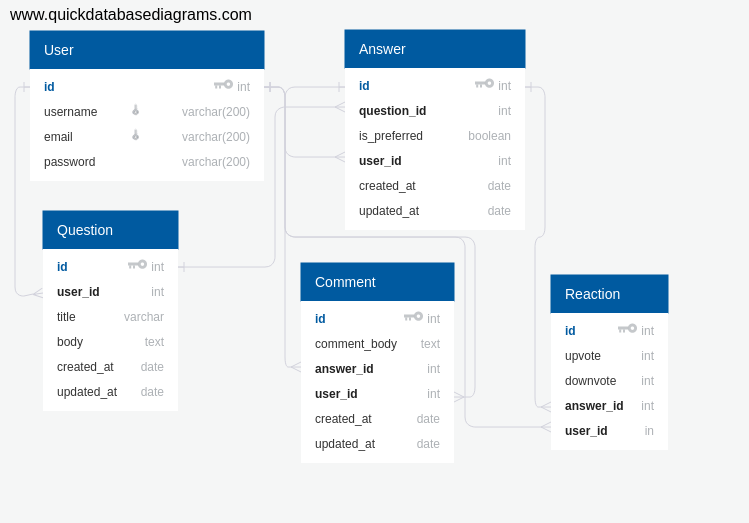 www.quickdatabasediagrams.com
User
id int
username varchar(200)
email varchar(200)
password varchar(200)
Answer
id int
question_id int
is_preferred boolean
user_id int
created_at date
updated_at date
Question
id int
user_id int
title varchar
body text
created_at date
updated_at date
Comment
id int
comment_body text
answer_id int
user_id int
created_at date
updated_at date
Reaction
id int
upvote int
downvote int
answer_id int
user_id in